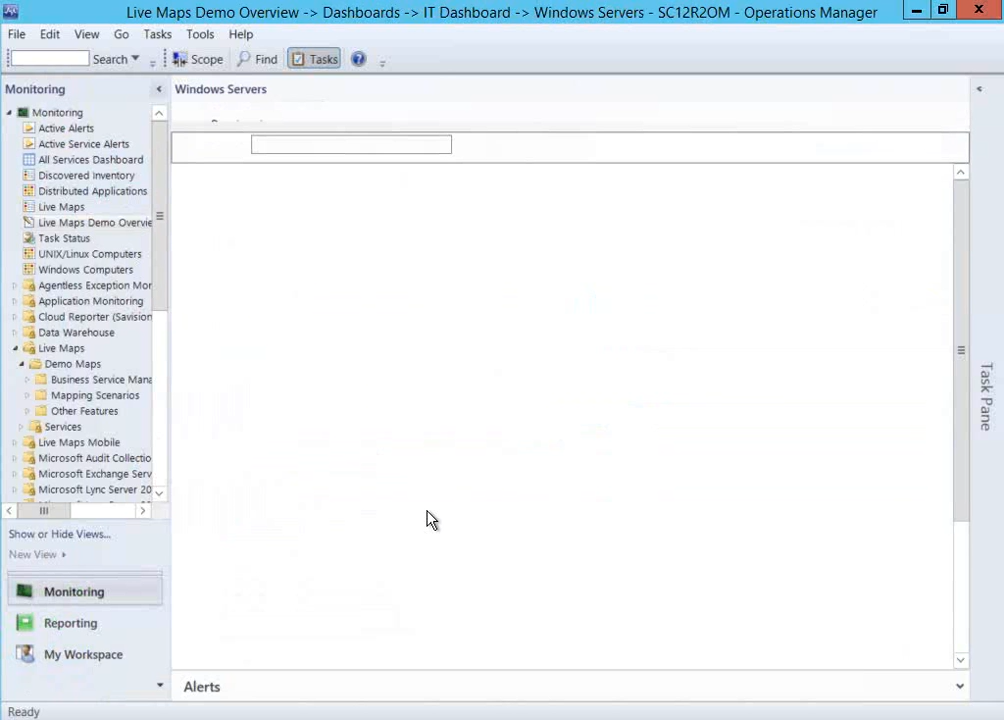 Live Maps Demo Overview -> Dashboards -> IT Dashboard -> Windows Servers - SC12R2OM - Operations Manager
File Edit View Go Tasks Tools Help
Search Scope Find Tasks
Monitoring
Windows Servers
Monitoring
Active Alerts
Active Service Alerts
All Services Dashboard
Discovered Inventory
Distributed Applications
Live Maps
Live Maps Demo Overvie
Task Status
UNIX/Linux Computers
Windows Computers
Agentless Exception Mor
Application Monitoring
Cloud Reporter (Savision
Data Warehouse
Live Maps
Demo Maps
Business Service Mana
Mapping Scenarios
Other Features
Services
Live Maps Mobile
Microsoft Audit Collectio
Microsoft Exchange Serv
Microsoft Lync Server 20
Show or Hide Views...
New View
Monitoring
Reporting
My Workspace
Task Pane
Alerts
Ready